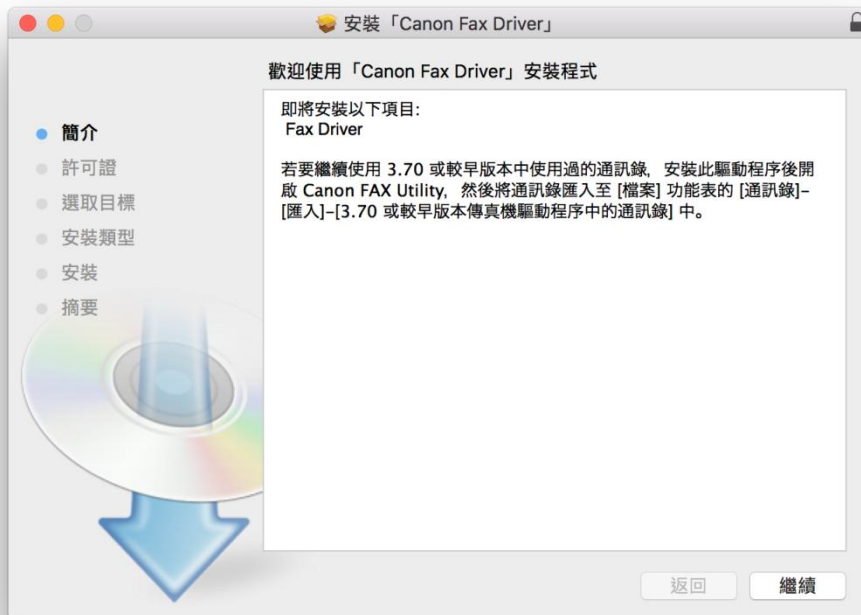 安裝「Canon Fax Driver」
歡迎使用「Canon Fax Driver」安裝程式
簡介
許可證
選取目標
安裝類型
安裝
摘要
即將安裝以下項目:
Fax Driver
若要繼續使用 3.70 或較早版本中使用過的通訊錄，安裝此驅動程序後開
啟 Canon FAX Utility，然後將通訊錄匯入至 [檔案] 功能表的 [通訊錄]-
[匯入]-[3.70 或較早版本傳真機驅動程序中的通訊錄] 中。
返回
繼續